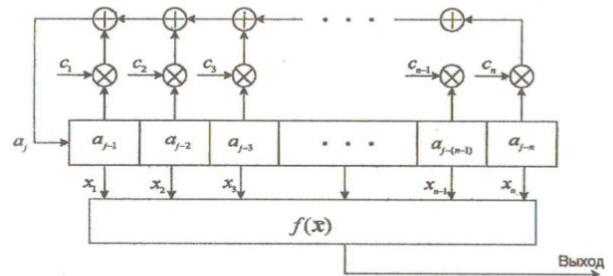 c₁ c₂ c₃ cₙ₋₁ cₙ
aⱼ aⱼ₋₁ aⱼ₋₂ aⱼ₋₃ . . . aⱼ₋₍ₙ₋₁₎ aⱼ₋ₙ
x₁ x₂ x₃ xₙ₋₁ xₙ
f(x̄)
Выход